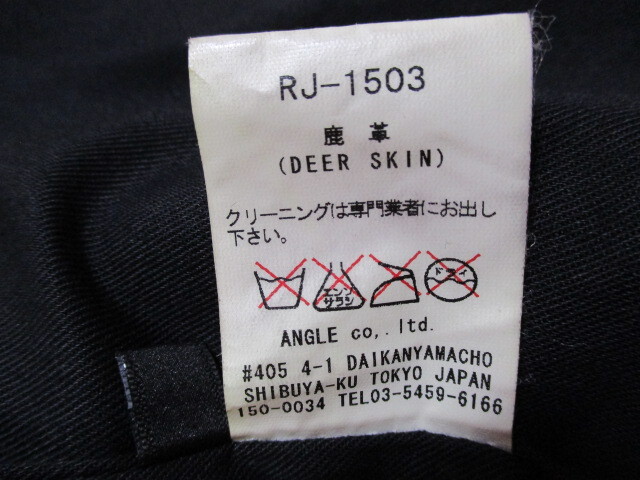 RJ-1503
鹿革
(DEER SKIN)
クリーニングは専門業者にお出し
下さい。
エンソ
サラシ
ドライ
ANGLE co,.ltd.
#405 4-1 DAIKANYAMACHO
SHIBUYA-KU TOKYO JAPAN
150-0034 TEL03-5459-6166